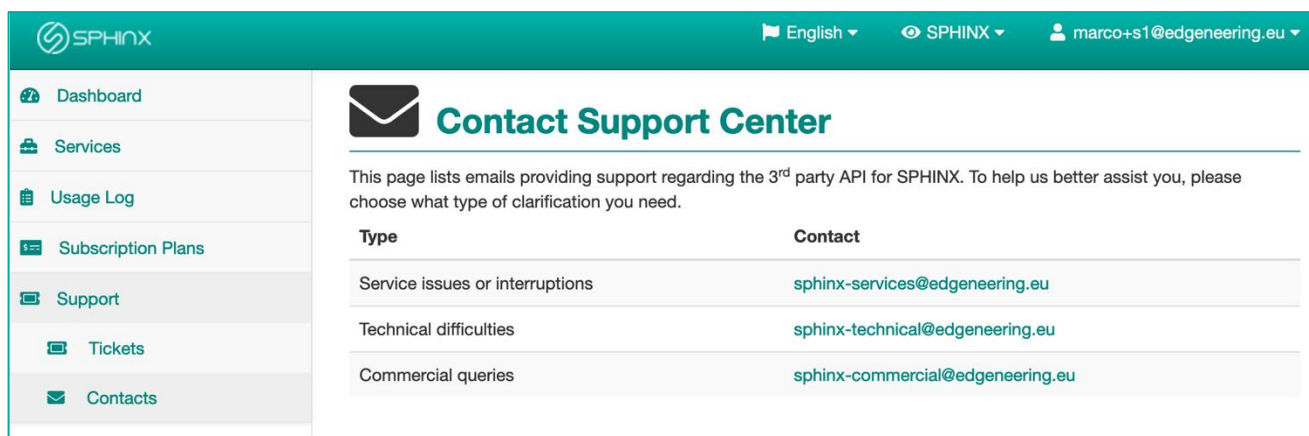 SPHINX
English
SPHINX
marco+s1@edgeneering.eu
Dashboard
Services
Usage Log
Subscription Plans
Support
Tickets
Contacts
Contact Support Center
This page lists emails providing support regarding the 3rd party API for SPHINX. To help us better assist you, please
choose what type of clarification you need.
Type Contact
Service issues or interruptions sphinx-services@edgeneering.eu
Technical difficulties sphinx-technical@edgeneering.eu
Commercial queries sphinx-commercial@edgeneering.eu